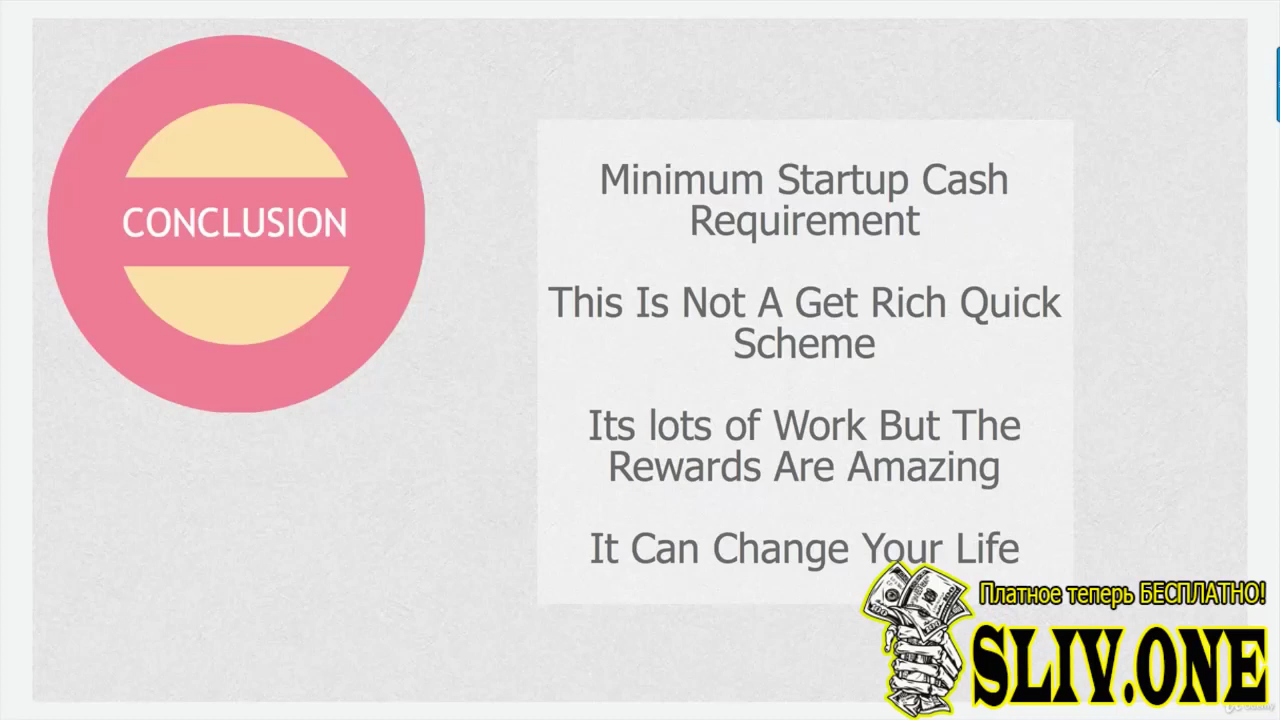 CONCLUSION
Minimum Startup Cash
Requirement
This Is Not A Get Rich Quick
Scheme
Its lots of Work But The
Rewards Are Amazing
It Can Change Your Life
Платное теперь БЕСПЛАТНО!
SLIV.ONE